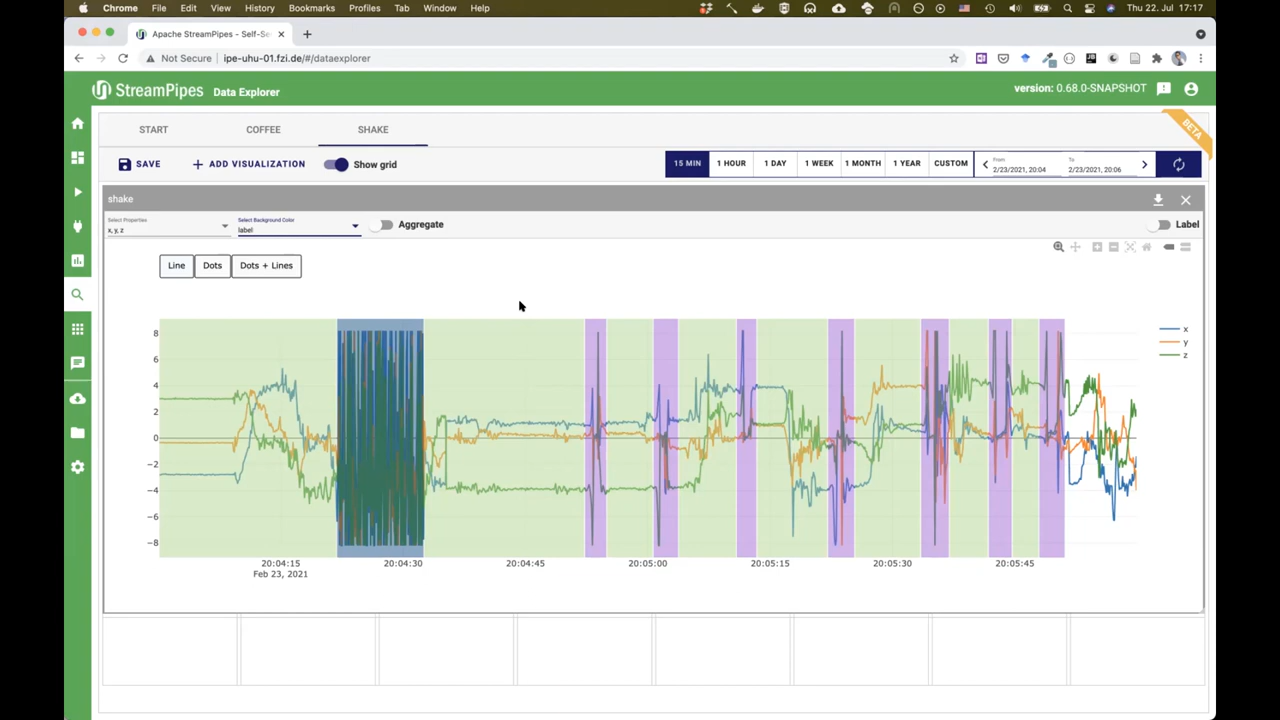 Chrome File Edit View History Bookmarks Profiles Tab Window Help Thu 22. Jul 17:17
Apache StreamPipes - Self-Se
Not Secure ipe-uhu-01.fzi.de/#/dataexplorer
StreamPipes Data Explorer version: 0.68.0-SNAPSHOT
BETA
START COFFEE SHAKE
SAVE ADD VISUALIZATION Show grid 15 MIN 1 HOUR 1 DAY 1 WEEK 1 MONTH 1 YEAR CUSTOM
From To
2/23/2021, 20:04 2/23/2021, 20:06
shake
Select Properties Select Background Color
x, y, z label Aggregate Label
Line Dots Dots + Lines
8
6
4
2
0
−2
−4
−6
−8
x
y
z
20:04:15 20:04:30 20:04:45 20:05:00 20:05:15 20:05:30 20:05:45
Feb 23, 2021